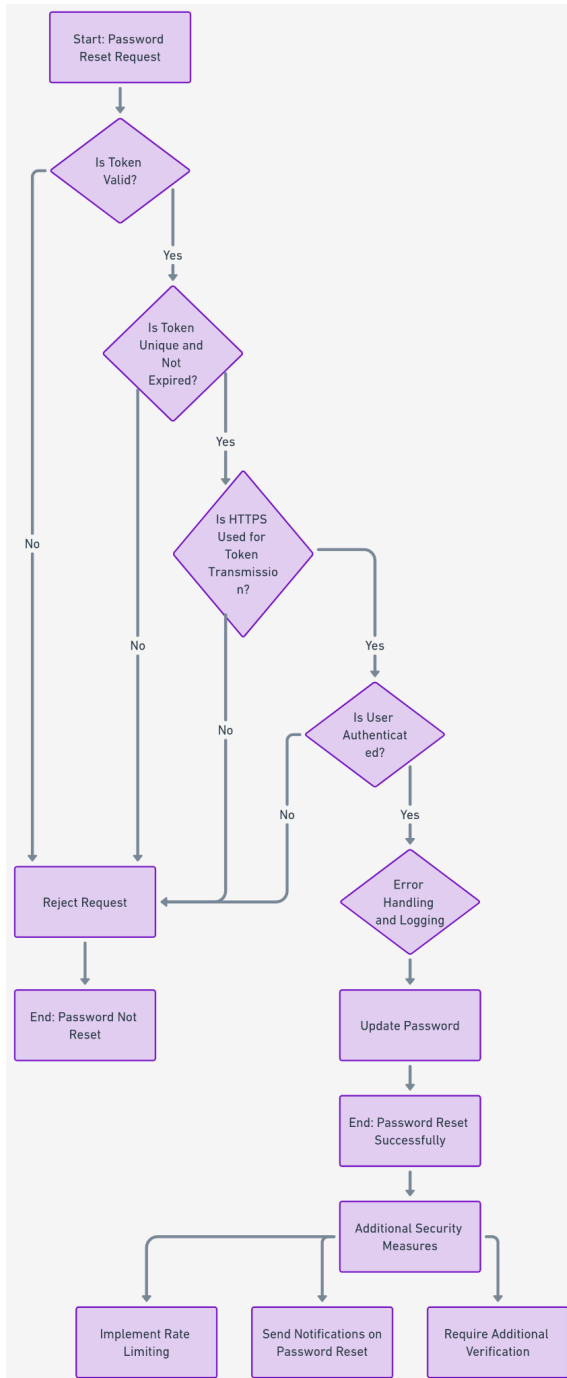 Start: Password
Reset Request
Is Token
Valid?
Yes
Is Token
Unique and
Not
Expired?
Yes
Is HTTPS
Used for
Token
Transmissio
n?
No
No
Yes
No
Is User
Authenticat
ed?
No
Yes
Reject Request
Error
Handling
and Logging
End: Password Not
Reset
Update Password
End: Password Reset
Successfully
Additional Security
Measures
Implement Rate
Limiting
Send Notifications on
Password Reset
Require Additional
Verification